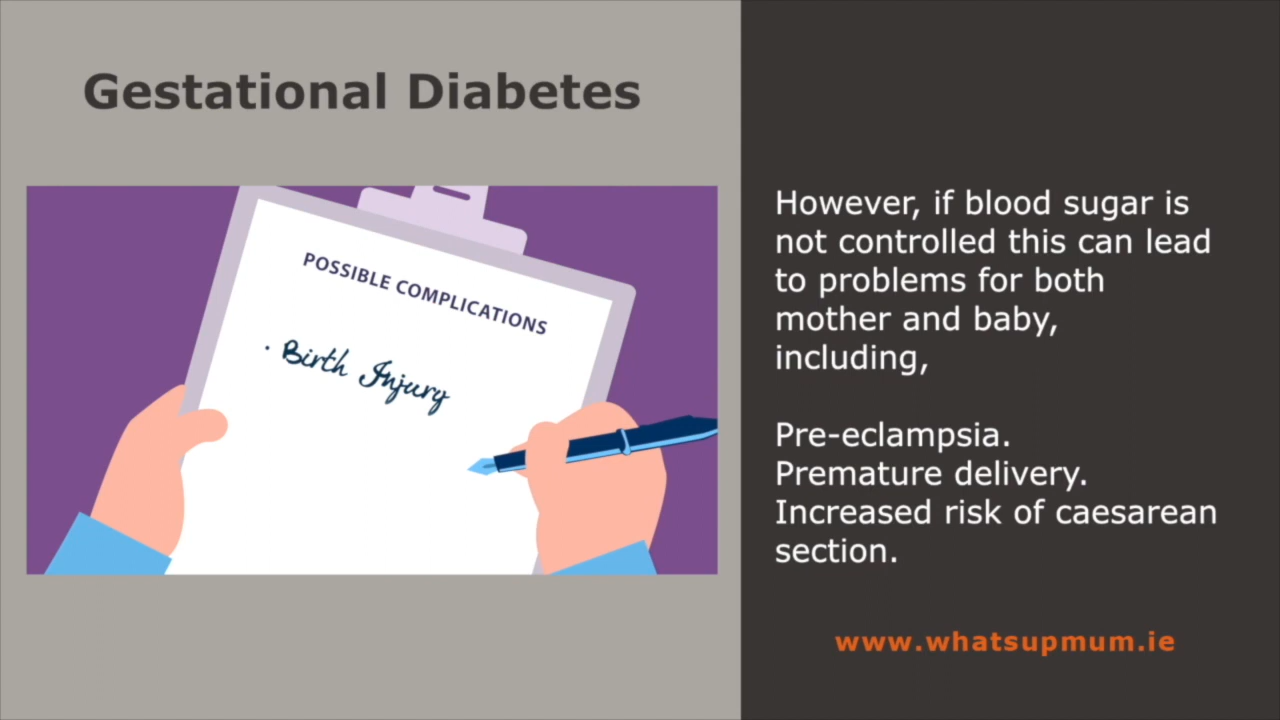 Gestational Diabetes
POSSIBLE COMPLICATIONS
· Birth Injury
However, if blood sugar is
not controlled this can lead
to problems for both
mother and baby,
including,
Pre-eclampsia.
Premature delivery.
Increased risk of caesarean
section.
www.whatsupmum.ie